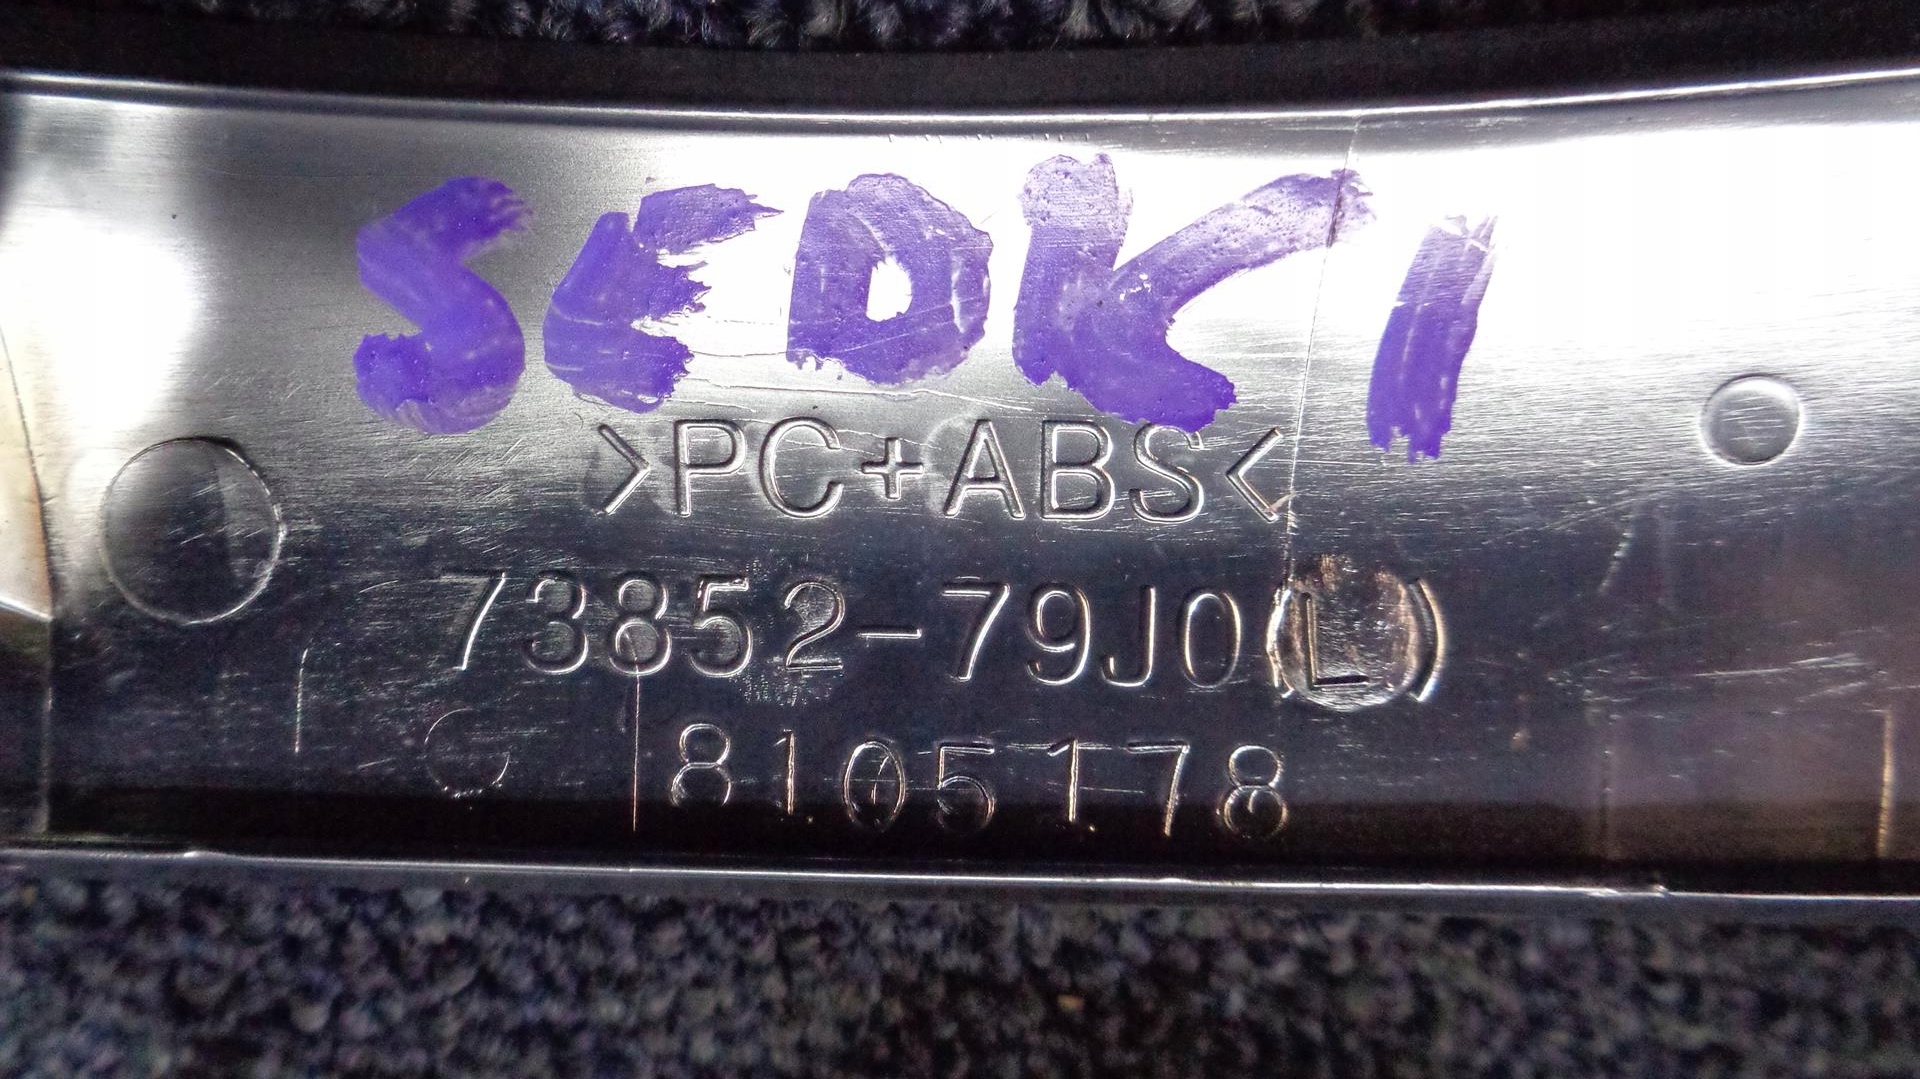 SEDKI
>PC+ABS<
73852-79J0(L)
8105178